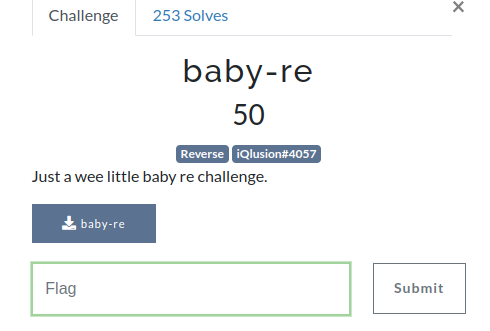 Challenge 253 Solves ×
baby-re
50
Reverse iQlusion#4057
Just a wee little baby re challenge.
baby-re
Flag Submit